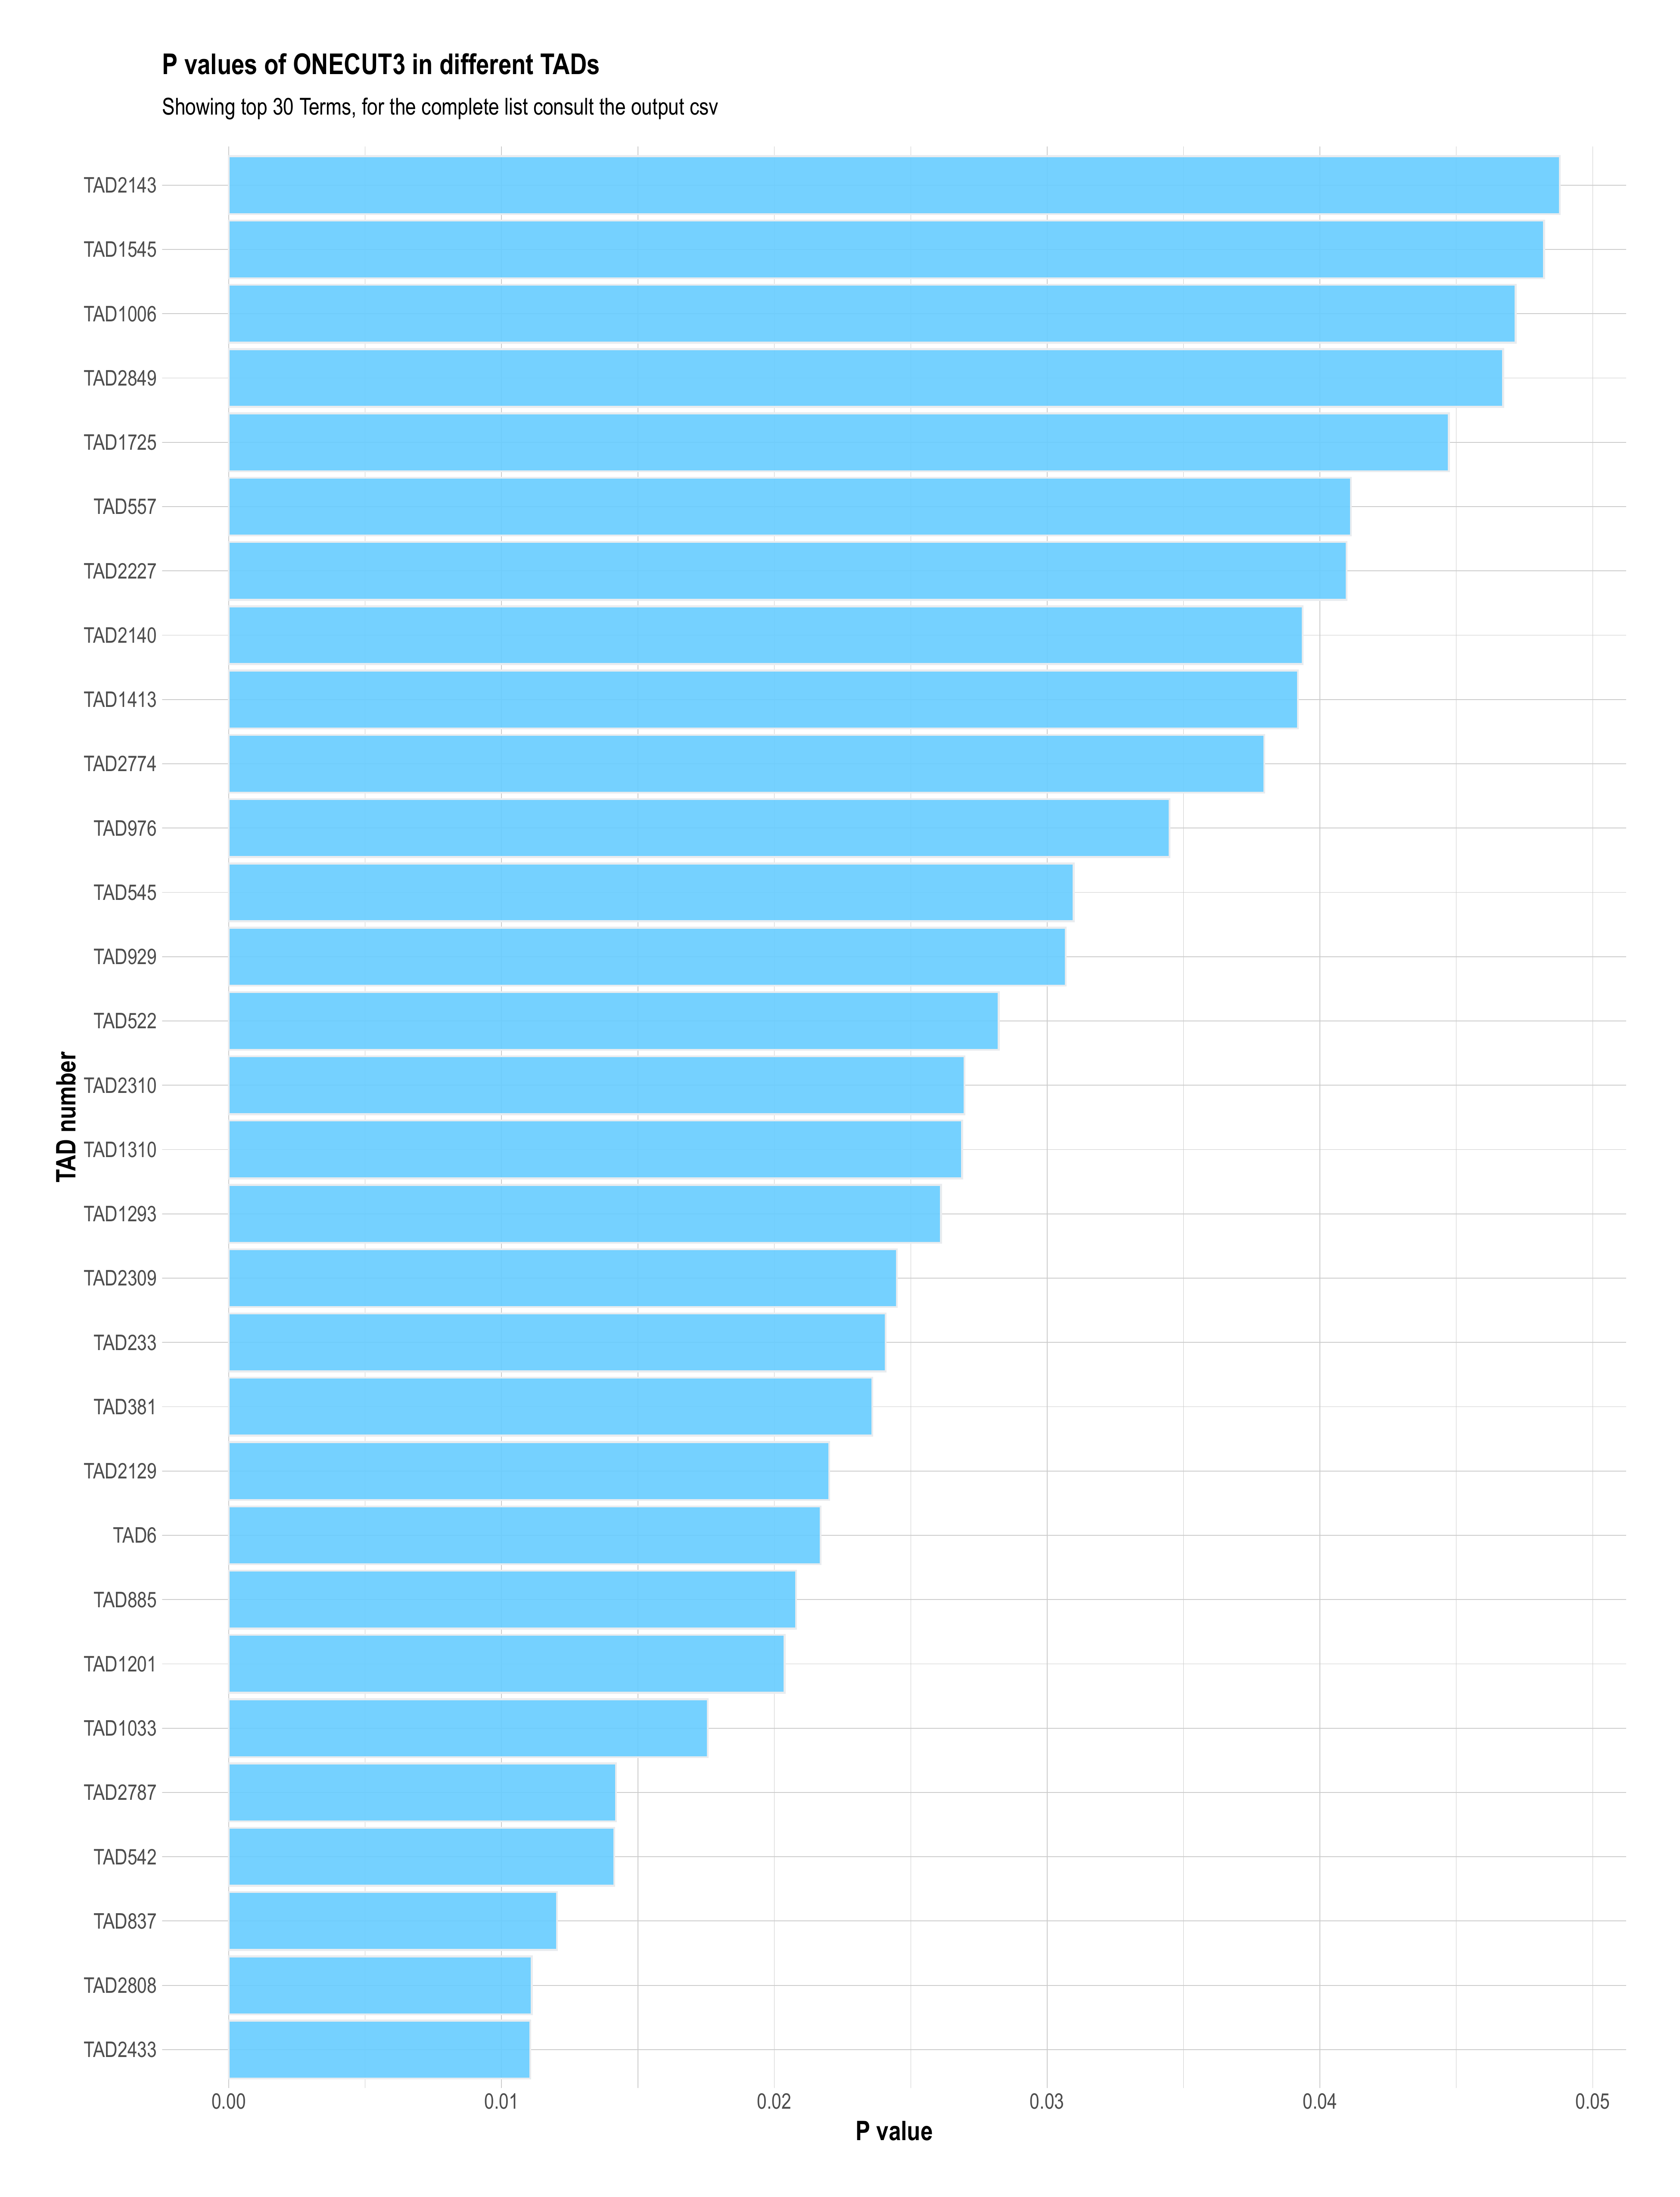 P values of ONECUT3 in different TADs
Showing top 30 Terms, for the complete list consult the output csv
TAD2143
TAD1545
TAD1006
TAD2849
TAD1725
TAD557
TAD2227
TAD2140
TAD1413
TAD2774
TAD976
TAD545
TAD929
TAD522
TAD2310
TAD1310
TAD1293
TAD2309
TAD233
TAD381
TAD2129
TAD6
TAD885
TAD1201
TAD1033
TAD2787
TAD542
TAD837
TAD2808
TAD2433
TAD number
0.00 0.01 0.02 0.03 0.04 0.05
P value